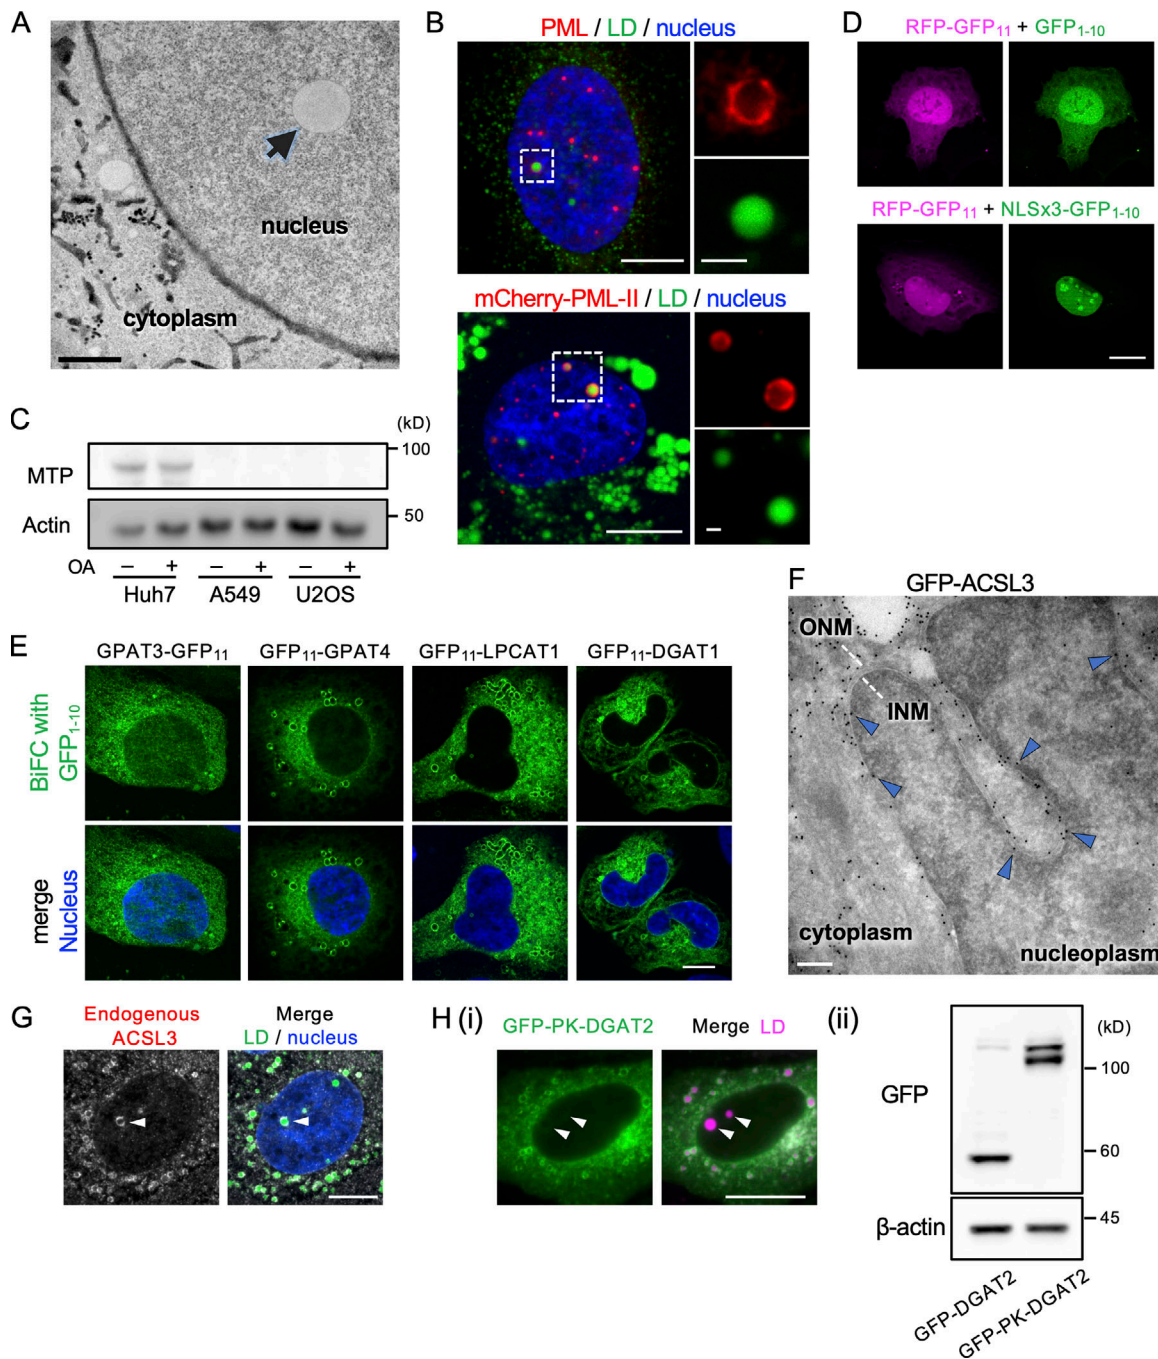 A
nucleus
cytoplasm
B
PML / LD / nucleus
mCherry-PML-II / LD / nucleus
C
(kD)
MTP
100
Actin
50
OA – + – + – +
Huh7 A549 U2OS
D
RFP-GFP₁₁ + GFP₁₋₁₀
RFP-GFP₁₁ + NLSx3-GFP₁₋₁₀
E
GPAT3-GFP₁₁ GFP₁₁-GPAT4 GFP₁₁-LPCAT1 GFP₁₁-DGAT1
BiFC with
GFP₁₋₁₀
merge
Nucleus
F
GFP-ACSL3
ONM
INM
cytoplasm
nucleoplasm
G
Endogenous
ACSL3
Merge
LD / nucleus
H (i)
GFP-PK-DGAT2
Merge LD
(ii)
(kD)
GFP
100
60
β-actin
45
GFP-DGAT2
GFP-PK-DGAT2